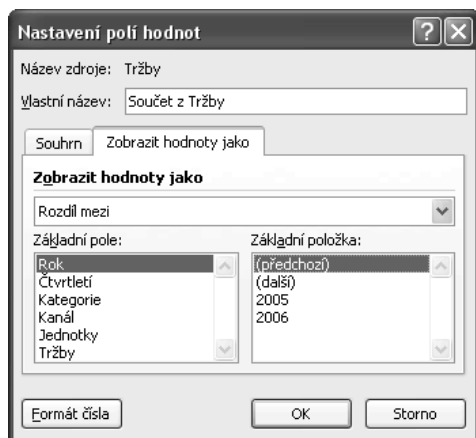 Nastavení polí hodnot
Název zdroje: Tržby
Vlastní název: Součet z Tržby
Souhrn
Zobrazit hodnoty jako
Zobrazit hodnoty jako
Rozdíl mezi
Základní pole:
Rok
Čtvrtletí
Kategorie
Kanál
Jednotky
Tržby
Základní položka:
(předchozí)
(další)
2005
2006
Formát čísla
OK
Storno